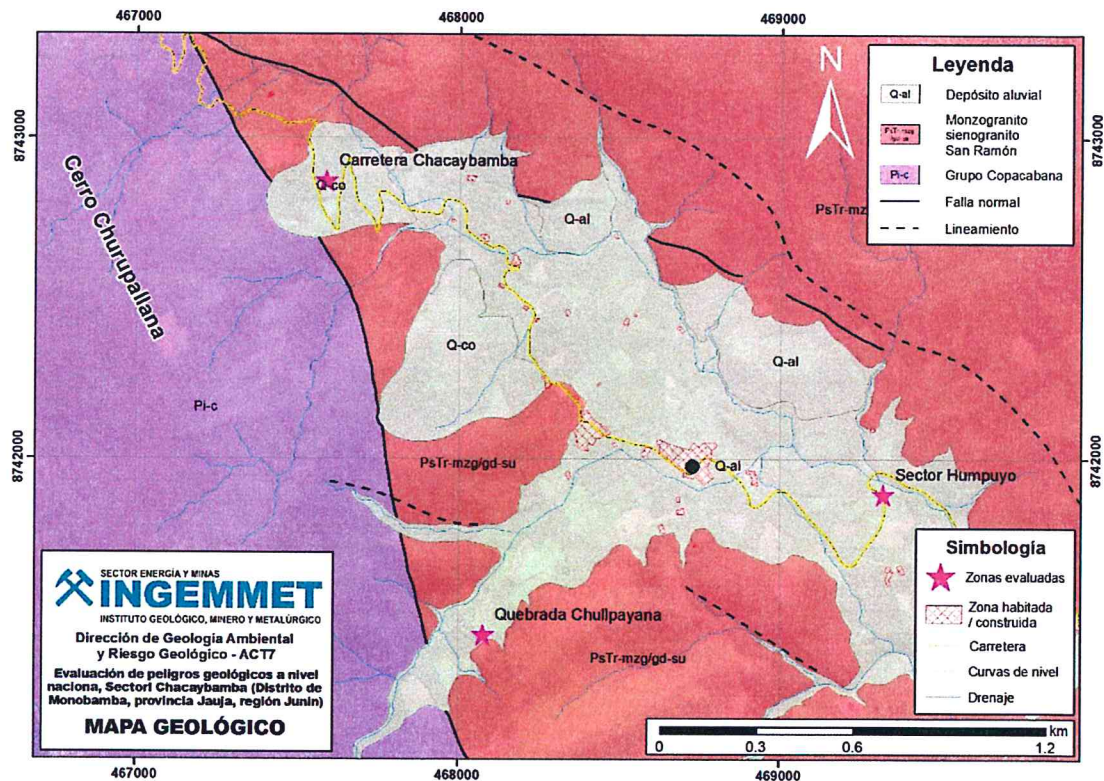 467000
468000
469000
8743000
8742000
8743000
8742000
N
Leyenda
Q-al
Depósito aluvial
Monzogranito
sienogranito
San Ramón
Pi-c
Grupo Copacabana
Falla normal
Lineamiento
Carretera Chacaybamba
Q-co
Q-al
PsTr-mz
Cerro Churupallana
Q-co
Q-al
Pi-c
PsTr-mzg/gd-su
Q-al
Sector Humpuyo
Quebrada Chullpayana
PsTr-mzg/gd-su
Simbología
Zonas evaluadas
Zona habitada
/ construida
Carretera
Curvas de nivel
Drenaje
SECTOR ENERGÍA Y MINAS
INGEMMET
INSTITUTO GEOLÓGICO, MINERO Y METALÚRGICO
Dirección de Geología Ambiental
y Riesgo Geológico - ACT7
Evaluación de peligros geológicos a nivel
naciona, Sectorl Chacaybamba (Distrito de
Monobamba, provincia Jauja, región Junín)
MAPA GEOLÓGICO
km
0
0.3
0.6
1.2
467000
468000
469000